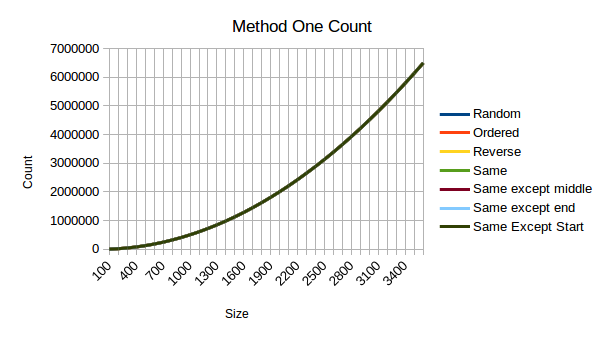 Method One Count
7000000
6000000
5000000
4000000
3000000
2000000
1000000
0
Count
100
400
700
1000
1300
1600
1900
2200
2500
2800
3100
3400
Size
Random
Ordered
Reverse
Same
Same except middle
Same except end
Same Except Start